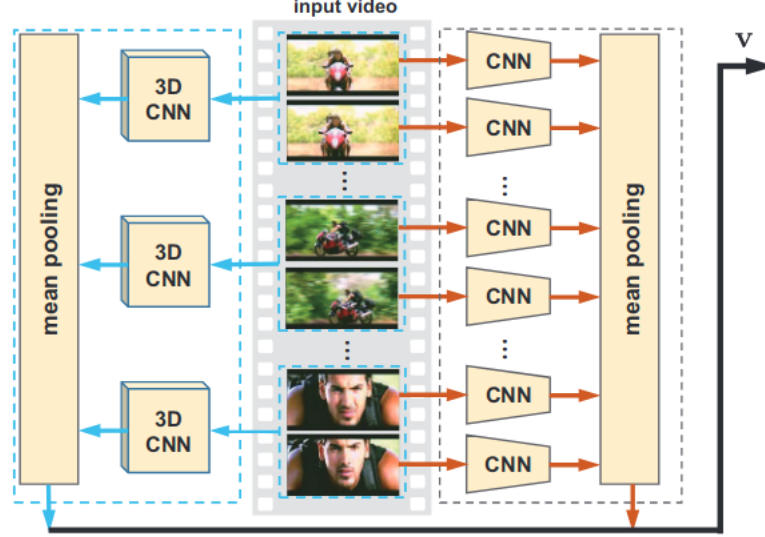 input video
mean pooling
3D
CNN
3D
CNN
3D
CNN
...
...
CNN
CNN
...
CNN
CNN
...
CNN
CNN
mean pooling
v